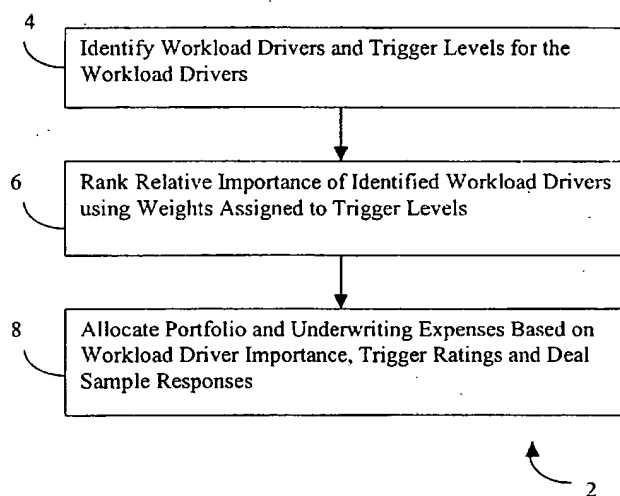 4
Identify Workload Drivers and Trigger Levels for the
Workload Drivers
6
Rank Relative Importance of Identified Workload Drivers
using Weights Assigned to Trigger Levels
8
Allocate Portfolio and Underwriting Expenses Based on
Workload Driver Importance, Trigger Ratings and Deal
Sample Responses
2